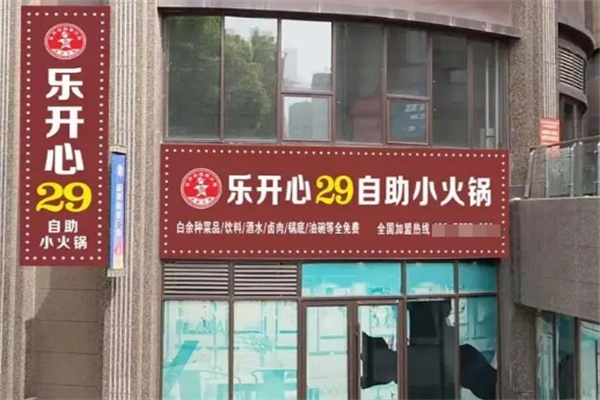 乐开心
29
自助
小火锅
乐开心29自助小火锅
白余种菜品/饮料/酒水/卤肉/锅底/油碗等全免费 全国加盟热线